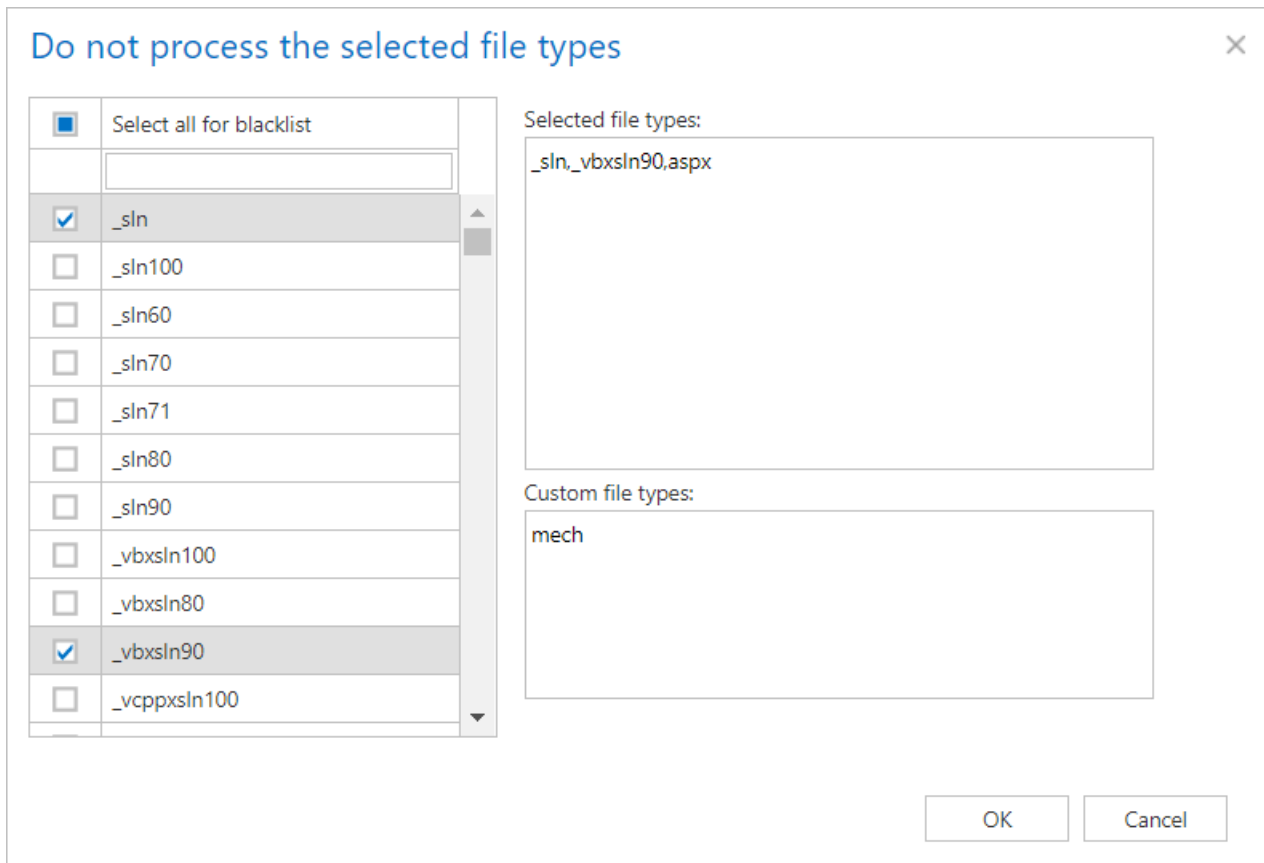 Do not process the selected file types
Select all for blacklist
_sln
_sln100
_sln60
_sln70
_sln71
_sln80
_sln90
_vbxsln100
_vbxsln80
_vbxsln90
_vcppxsln100
Selected file types:
_sln,_vbxsln90,aspx
Custom file types:
mech
OK
Cancel